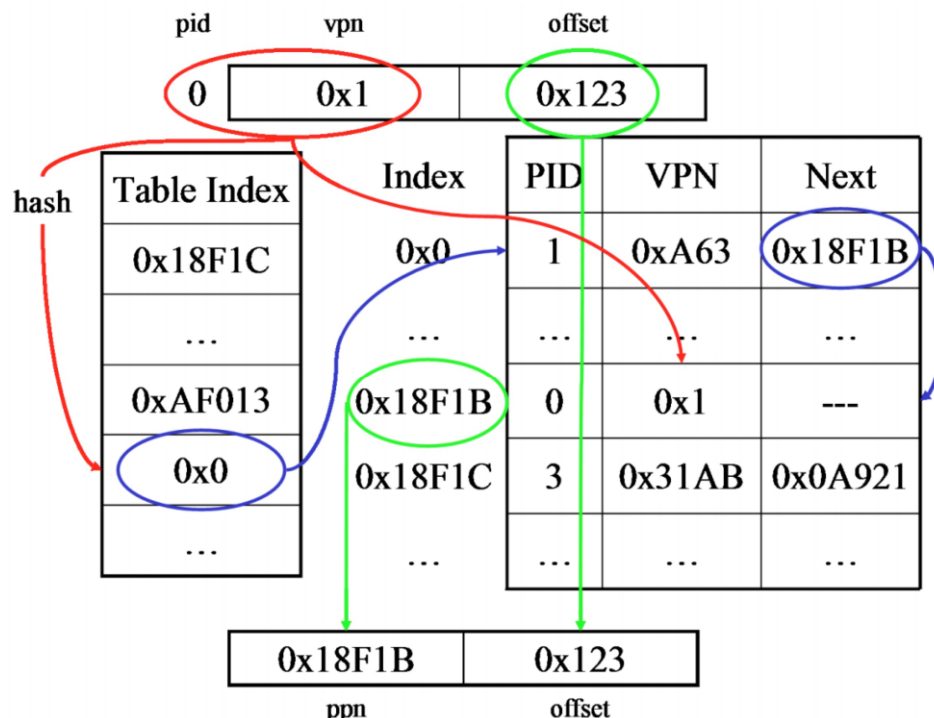 pid vpn offset
0 0x1 0x123
hash
Table Index
0x18F1C
...
0xAF013
0x0
...
Index PID VPN Next
0x0 1 0xA63 0x18F1B
... ... ... ...
0x18F1B 0 0x1 ---
0x18F1C 3 0x31AB 0x0A921
... ... ... ...
0x18F1B 0x123
ppn offset